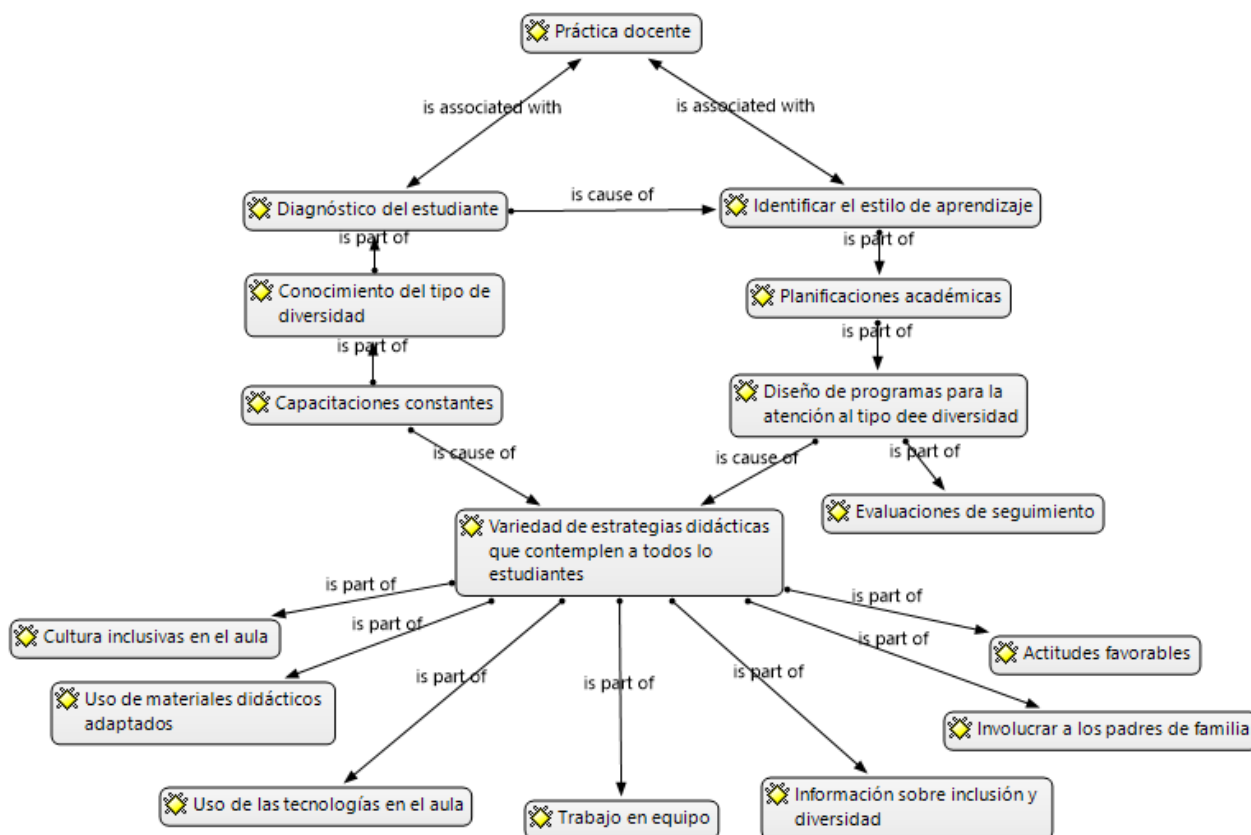 Práctica docente
is associated with
is associated with
Diagnóstico del estudiante
is cause of
Identificar el estilo de aprendizaje
is part of
is part of
Conocimiento del tipo de
diversidad
Planificaciones académicas
is part of
is part of
Capacitaciones constantes
Diseño de programas para la
atención al tipo dee diversidad
is cause of
is cause of
is part of
Variedad de estrategias didácticas
que contemplen a todos lo
estudiantes
Evaluaciones de seguimiento
is part of
is part of
is part of
is part of
is part of
is part of
is part of
Cultura inclusivas en el aula
Actitudes favorables
Uso de materiales didácticos
adaptados
Involucrar a los padres de familia
Uso de las tecnologías en el aula
Trabajo en equipo
Información sobre inclusión y
diversidad